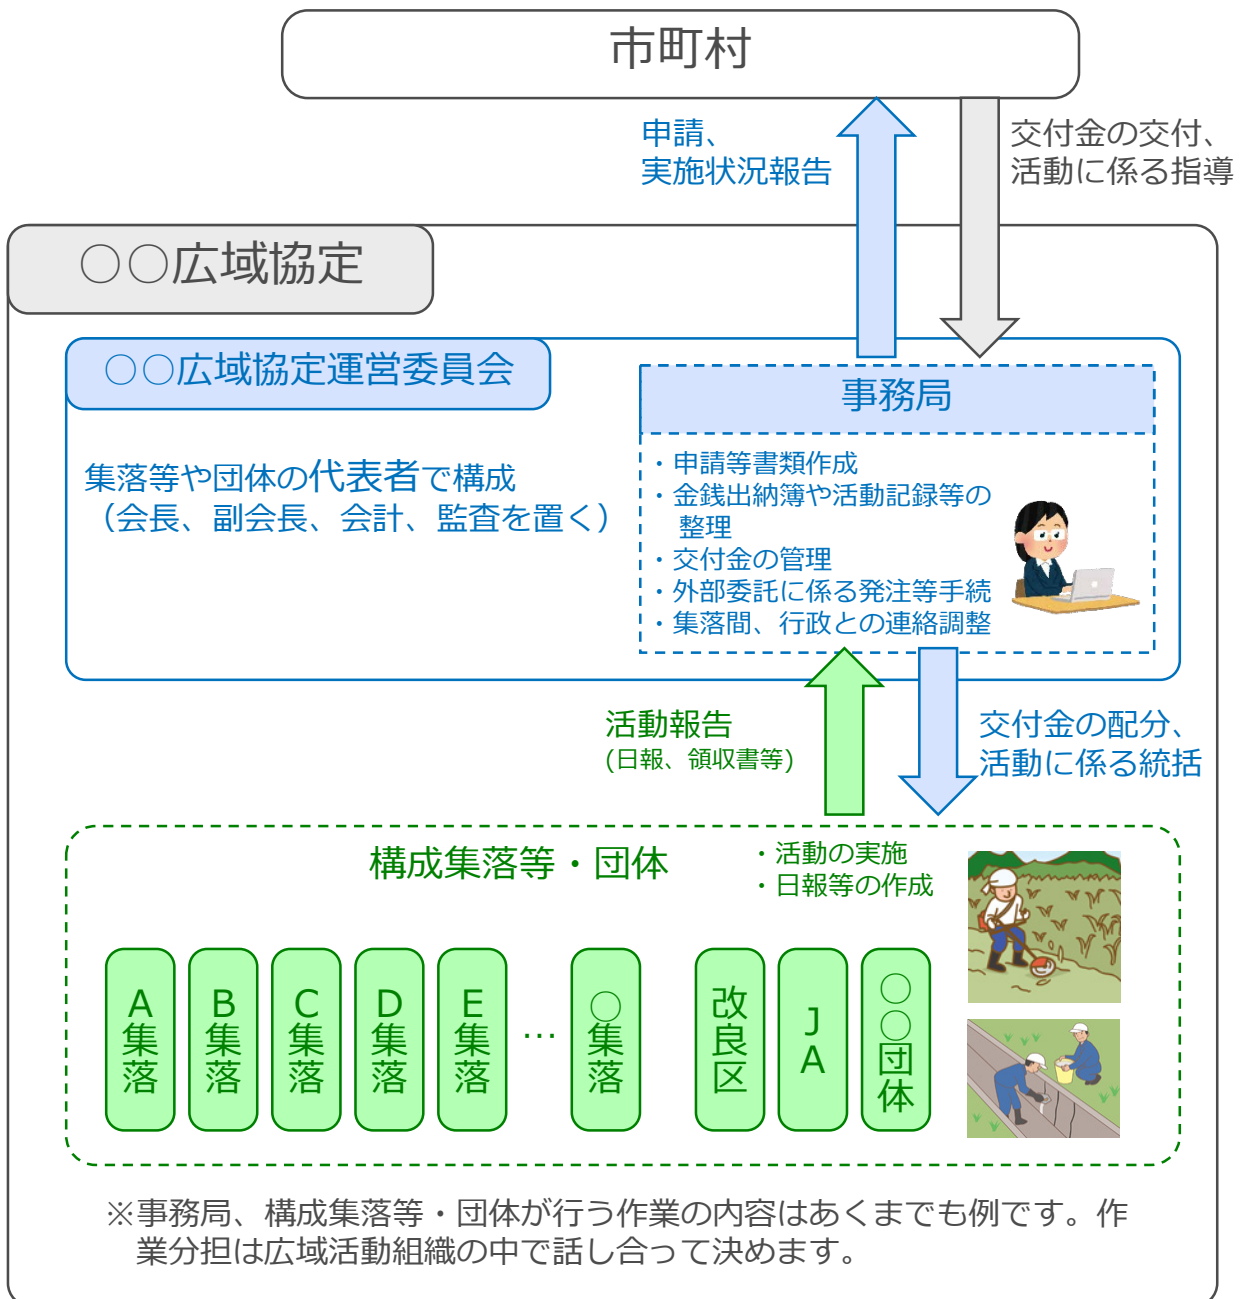 市町村
申請、
実施状況報告
交付金の交付、
活動に係る指導
○○広域協定
○○広域協定運営委員会
集落等や団体の代表者で構成
（会長、副会長、会計、監査を置く）
事務局
・申請等書類作成
・金銭出納簿や活動記録等の
整理
・交付金の管理
・外部委託に係る発注等手続
・集落間、行政との連絡調整
活動報告
(日報、領収書等)
交付金の配分、
活動に係る統括
構成集落等・団体
・活動の実施
・日報等の作成
A集落
B集落
C集落
D集落
E集落
…
○集落
改良区
JA
○○団体
※事務局、構成集落等・団体が行う作業の内容はあくまでも例です。作
業分担は広域活動組織の中で話し合って決めます。